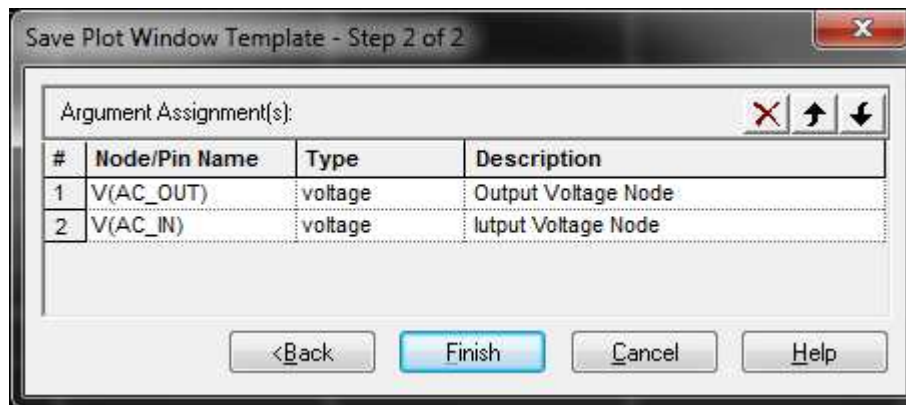 Save Plot Window Template - Step 2 of 2
Argument Assignment(s):
# Node/Pin Name Type Description
1 V(AC_OUT) voltage Output Voltage Node
2 V(AC_IN) voltage Iutput Voltage Node
<Back Finish Cancel Help